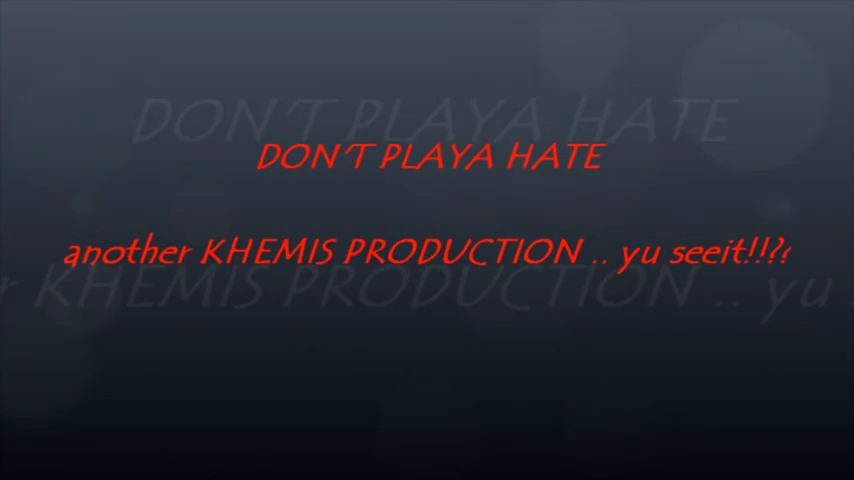 DON'T PLAYA HATE
another KHEMIS PRODUCTION .. yu seeit!!??